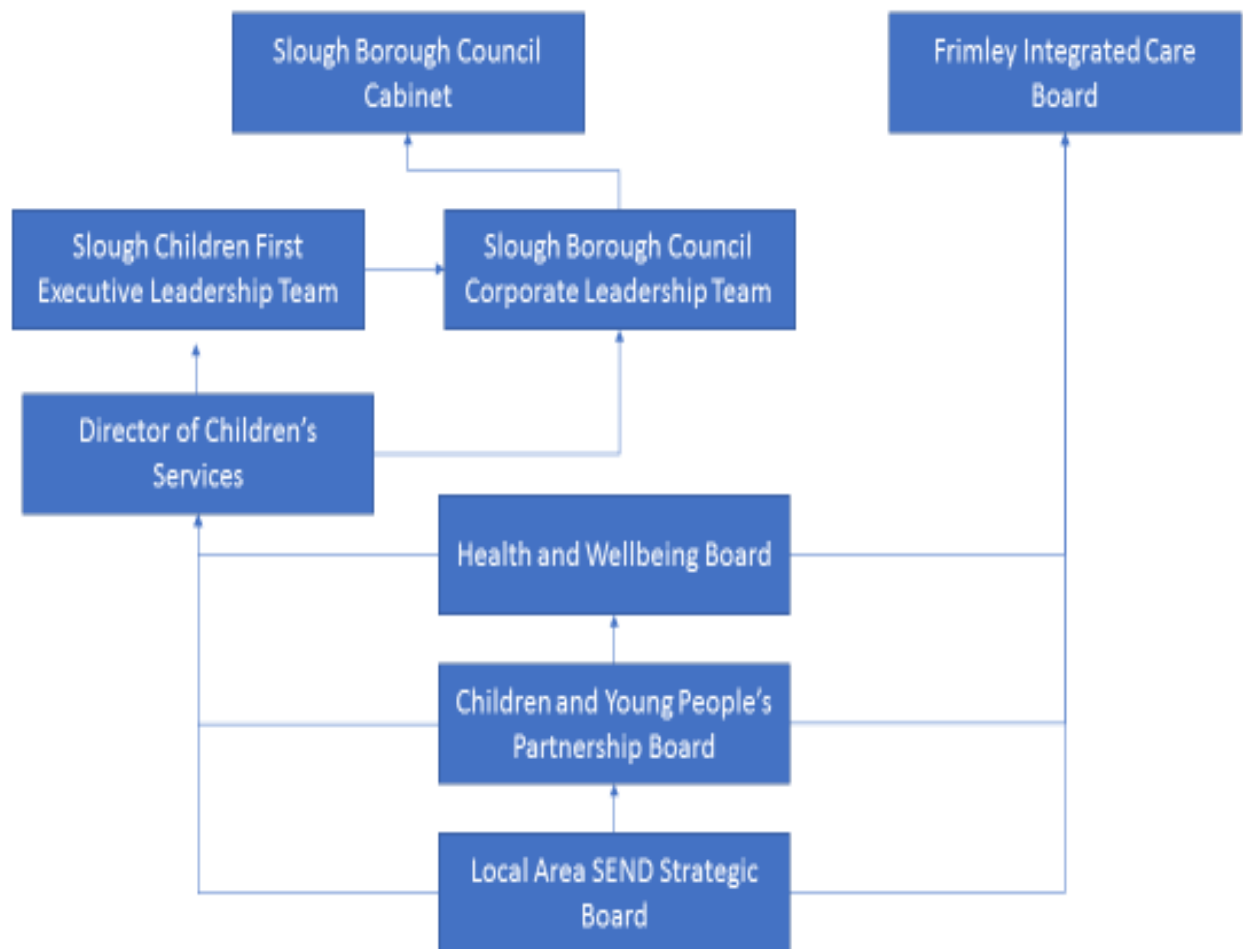 Slough Borough Council
Cabinet
Frimley Integrated Care
Board
Slough Children First
Executive Leadership Team
Slough Borough Council
Corporate Leadership Team
Director of Children's
Services
Health and Wellbeing Board
Children and Young People's
Partnership Board
Local Area SEND Strategic
Board